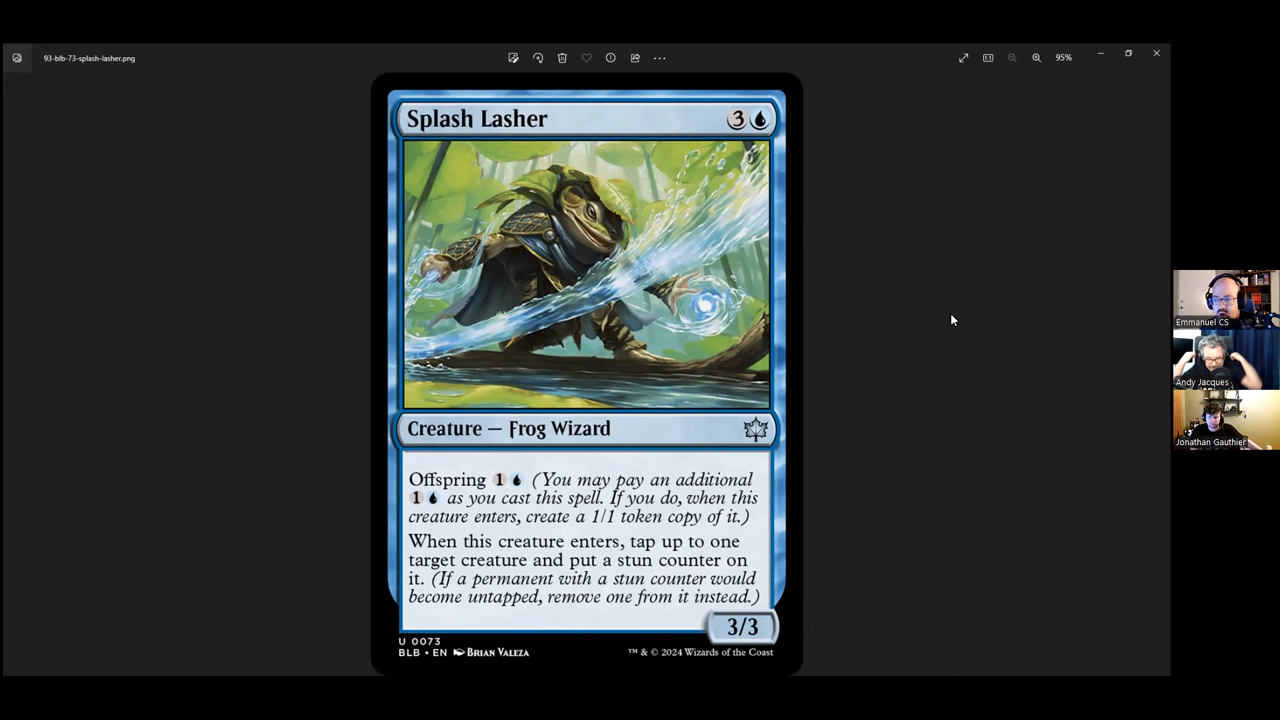 93-blb-73-splash-lasher.png
95%
Splash Lasher
3
Creature — Frog Wizard
Offspring 1 (You may pay an additional
1 as you cast this spell. If you do, when this
creature enters, create a 1/1 token copy of it.)
When this creature enters, tap up to one
target creature and put a stun counter on
it. (If a permanent with a stun counter would
become untapped, remove one from it instead.)
3/3
U 0073
BLB • EN BRIAN VALEZA
™ & © 2024 Wizards of the Coast
Emmanuel CS
Andy Jacques
Jonathan Gauthier